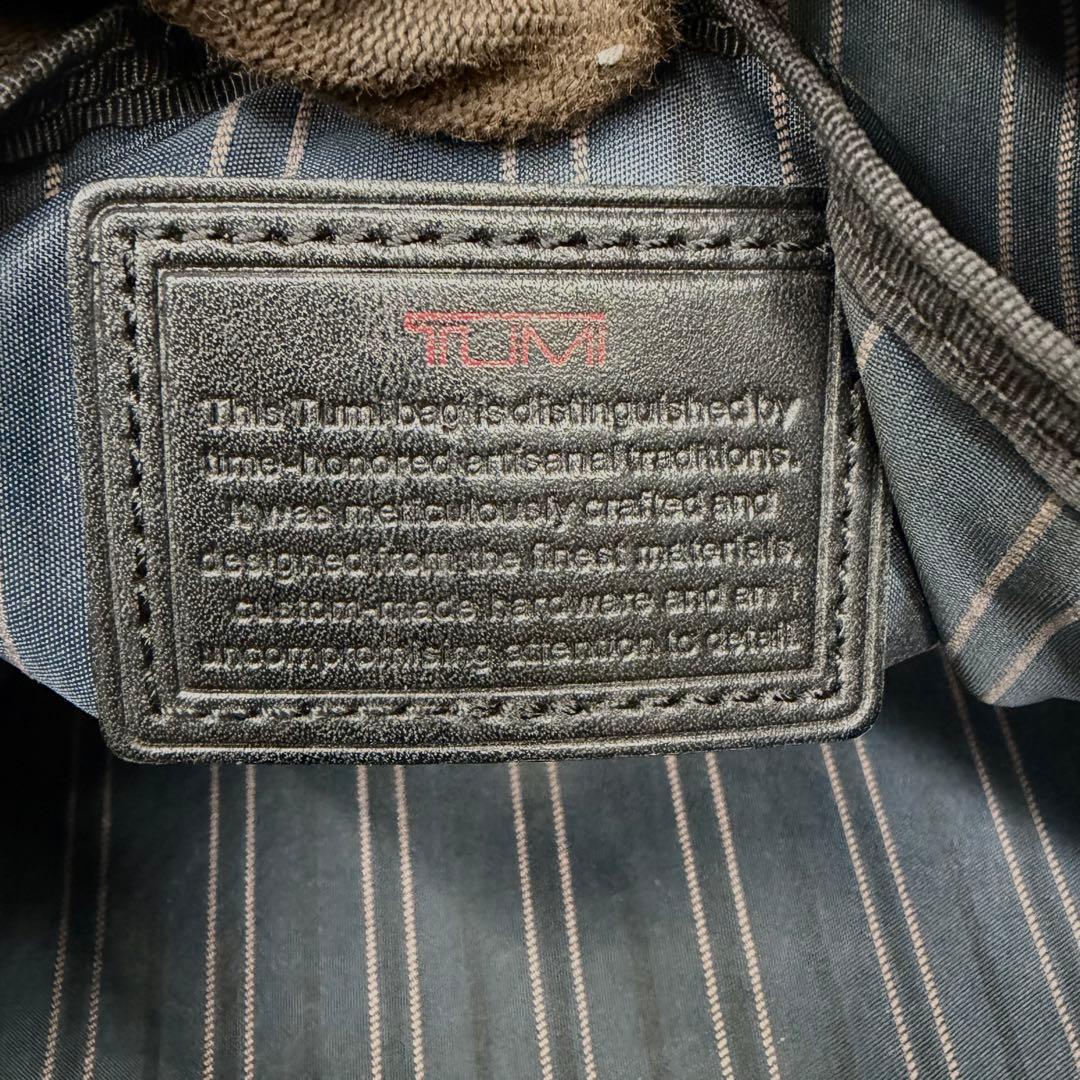 TUMI
This Tumi bag is distinguished by
time-honored artisanal traditions.
It was meticulously crafted and
designed from the finest materials,
custom-made hardware and an
uncompromising attention to detail.